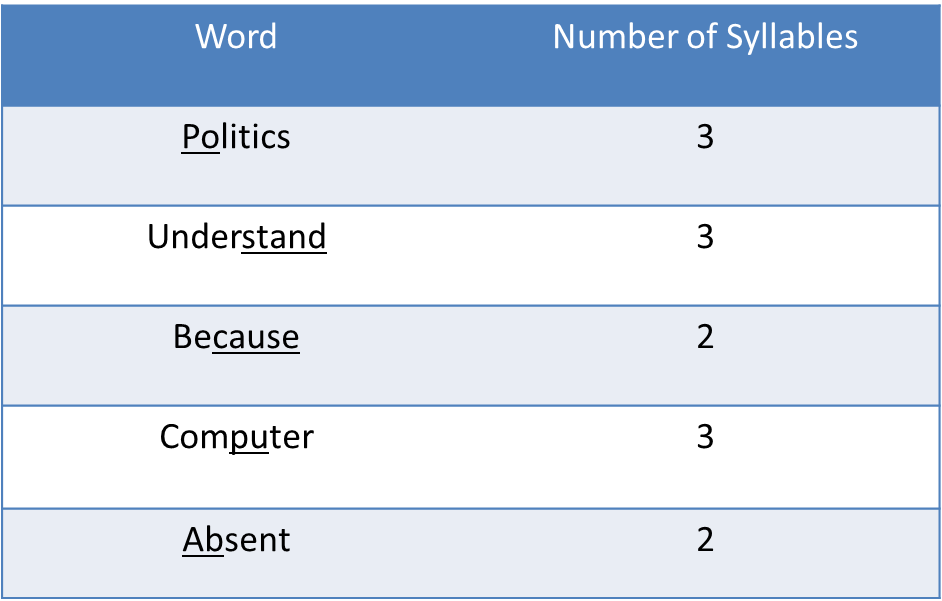 Word Number of Syllables
Politics 3
Understand 3
Because 2
Computer 3
Absent 2